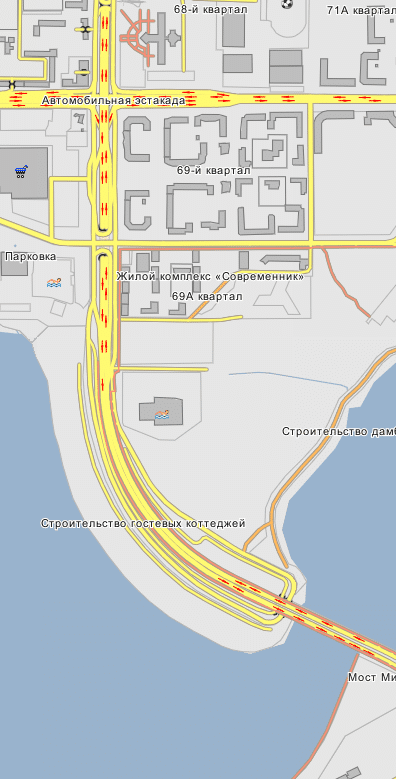 68-й квартал
71А квартал
Автомобильная эстакада
69-й квартал
Парковка
Жилой комплекс «Современник»
69А квартал
Строительство дамб
Строительство гостевых коттеджей
Мост Ми